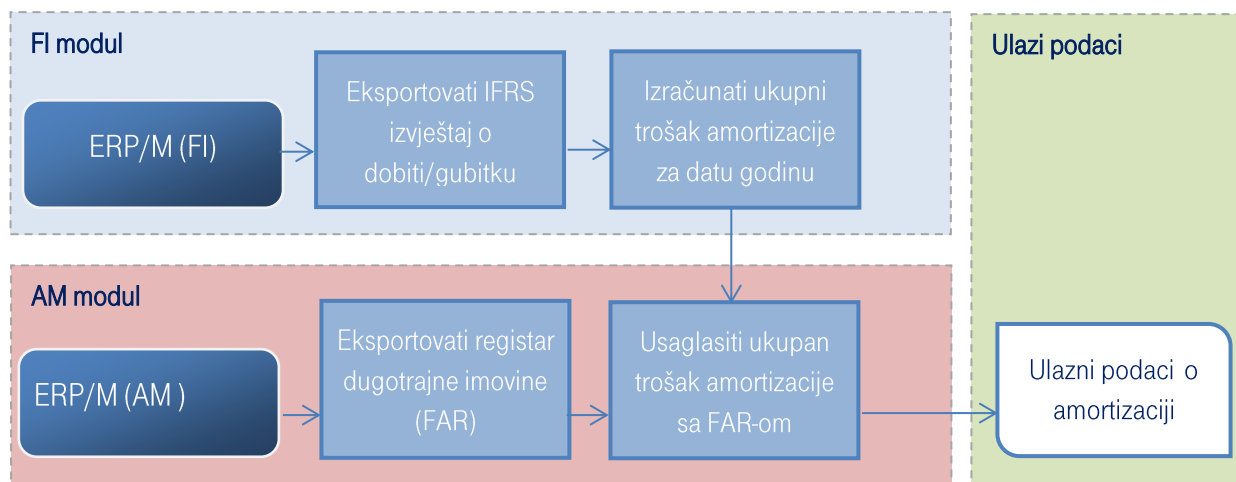 FI modul
ERP/M (FI)
Eksportovati IFRS
izvještaj o
dobiti/gubitku
Izračunati ukupni
trošak amortizacije
za datu godinu
AM modul
ERP/M (AM )
Eksportovati registar
dugotrajne imovine
(FAR)
Usaglasiti ukupan
trošak amortizacije
sa FAR-om
Ulazi podaci
Ulazni podaci o
amortizaciji